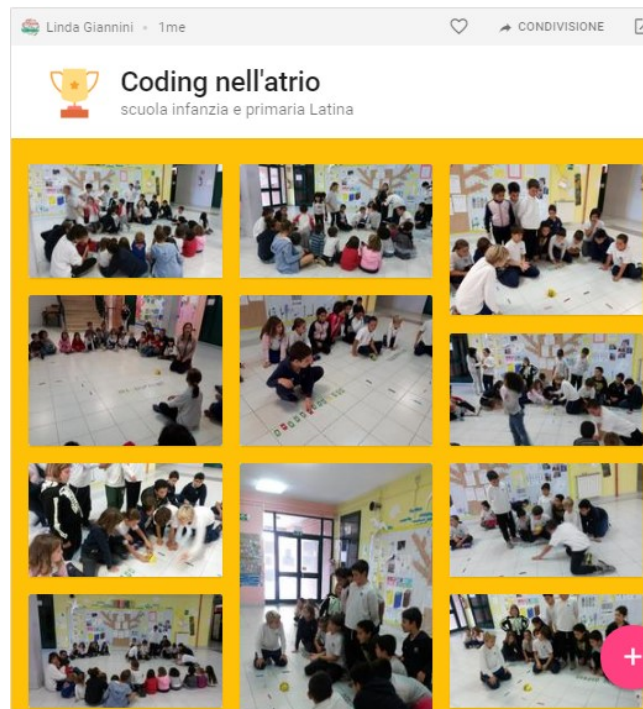 Linda Giannini • 1me
CONDIVISIONE
Coding nell'atrio
scuola infanzia e primaria Latina